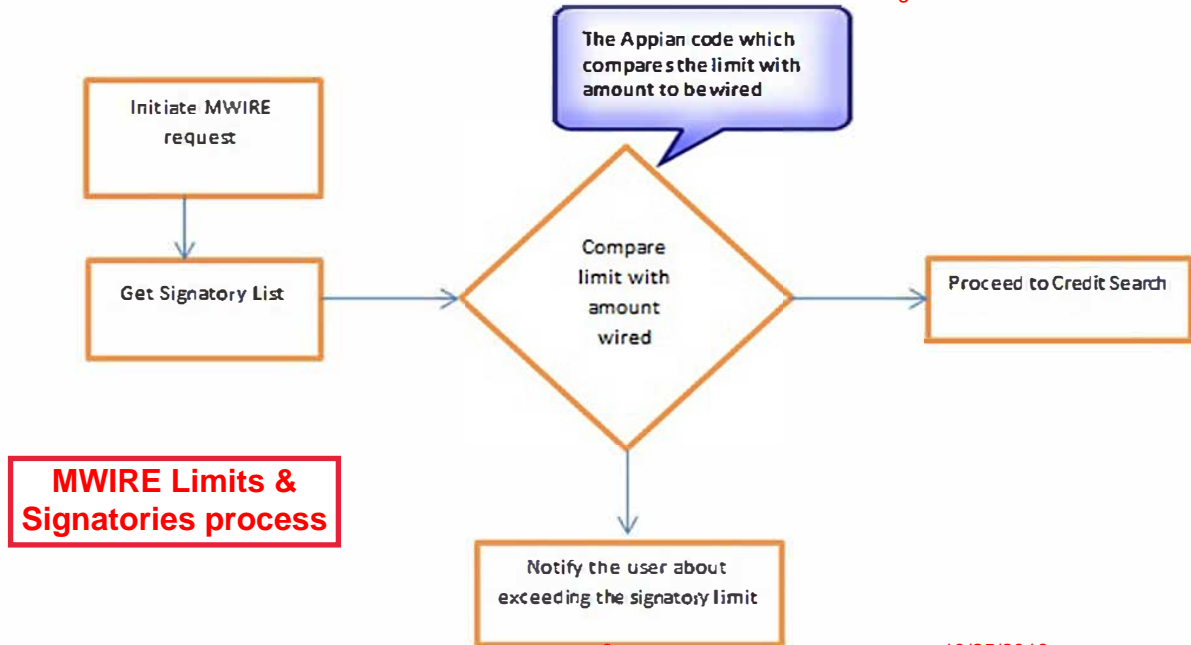 The Appian code which
compares the limit with
amount to be wired
Initiate MWIRE
request
Get Signatory List
Compare
limit with
amount
wired
Proceed to Credit Search
MWIRE Limits &
Signatories process
Notify the user about
exceeding the signatory limit